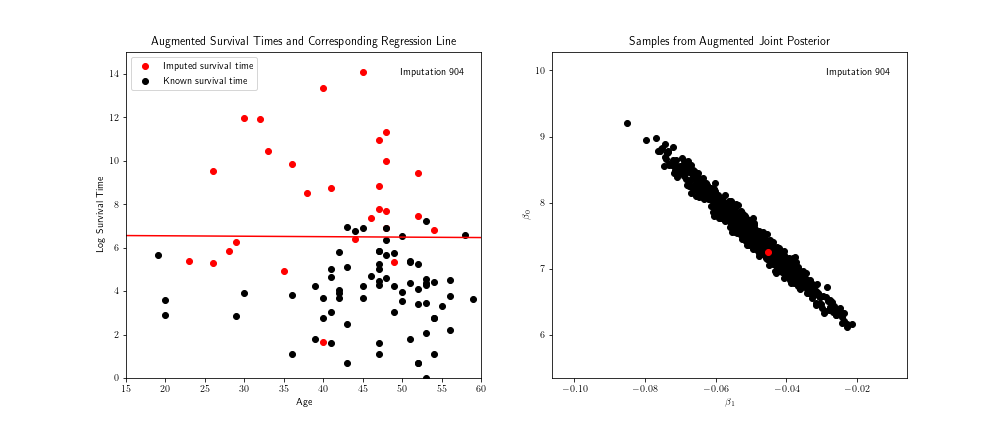 Augmented Survival Times and Corresponding Regression Line
Imputed survival time
Known survival time
Imputation 904
Log Survival Time
14
12
10
8
6
4
2
0
15
20
25
30
35
40
45
50
55
60
Age
Samples from Augmented Joint Posterior
Imputation 904
β₀
10
9
8
7
6
−0.10
−0.08
−0.06
−0.04
−0.02
β₁